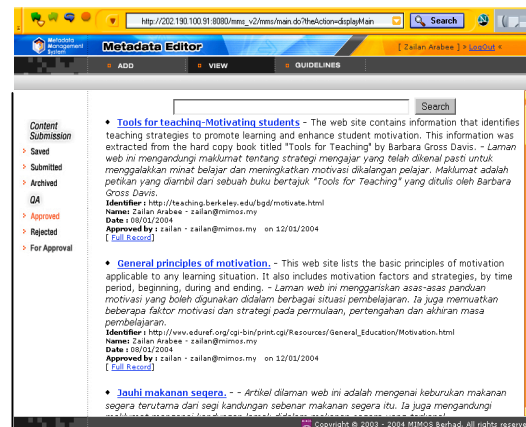 http://202.190.100.91:8080/mms_v2/mms/main.do?theAction=displayMain
Search
Metadata
Management
System
Metadata Editor
[ Zailan Arabee ] » LogOut «
ADD
VIEW
GUIDELINES
Search
Content
Submission
Saved
Submitted
Archived
QA
Approved
Rejected
For Approval
Tools for teaching-Motivating students - The web site contains information that identifies
teaching strategies to promote learning and enhance student motivation. This information was
extracted from the hard copy book titled "Tools for Teaching" by Barbara Gross Davis. - Laman
web ini mengandungi maklumat tentang strategi mengajar yang telah dikenal pasti untuk
menggalakkan minat belajar dan meningkatkan motivasi dikalangan pelajar. Maklumat adalah
petikan yang diambil dari sebuah buku bertajuk "Tools for Teaching" yang ditulis oleh Barbara
Gross Davis.
Identifier : http://teaching.berkeley.edu/bgd/motivate.html
Name: Zailan Arabee - zailan@mimos.my
Date : 08/01/2004
Approved by : zailan - zailan@mimos.my on 12/01/2004
[ Full Record]
General principles of motivation. - This web site lists the basic principles of motivation
applicable to any learning situation. It also includes motivation factors and strategies, by time
period, beginning, during and ending. - Laman web ini menggariskan asas-asas panduan
motivasi yang boleh digunakan didalam berbagai situasi pembelajaran. Ia juga memuatkan
beberapa faktor motivasi dan strategi pada permulaan, pertengahan dan akhiran masa
pembelajaran.
Identifier : http://www.eduref.org/cgi-bin/print.cgi/Resources/General_Education/Motivation.html
Name: Zailan Arabee - zailan@mimos.my
Date : 08/01/2004
Approved by : zailan - zailan@mimos.my on 12/01/2004
[ Full Record]
Jauhi makanan segera. - - Artikel dilaman web ini adalah mengenai keburukan makanan
segera terutama dari segi kandungan sebenar makanan segera itu. Ia juga mengandungi
Copyright © 2003 - 2004 MIMOS Berhad. All rights reserve